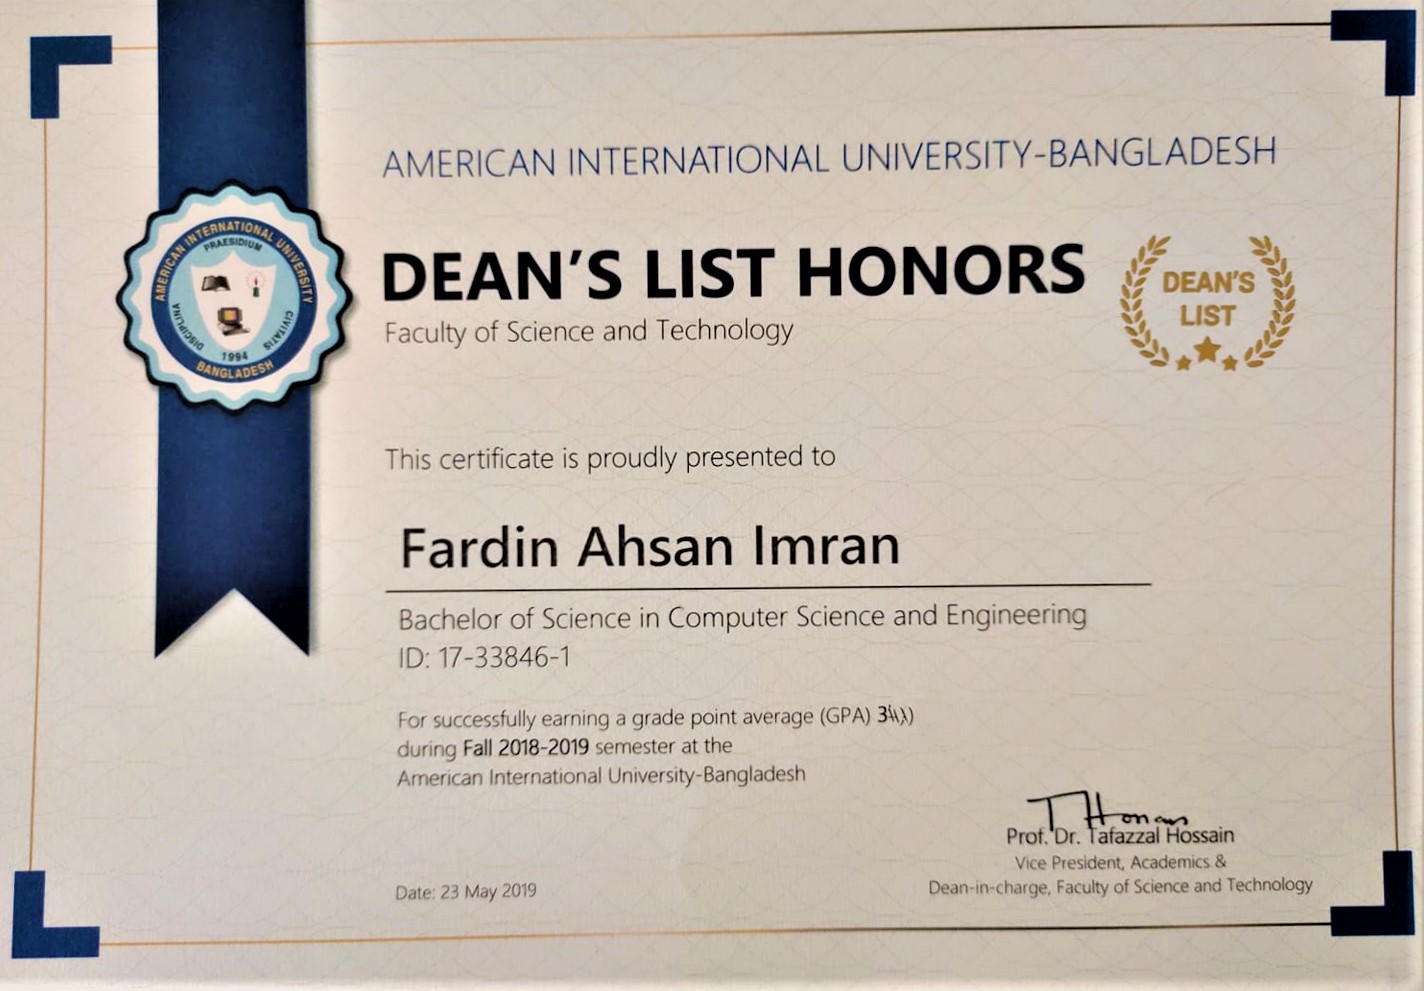 AMERICAN INTERNATIONAL UNIVERSITY-BANGLADESH
DEAN'S LIST HONORS
Faculty of Science and Technology
DEAN'S
LIST
AMERICAN INTERNATIONAL UNIVERSITY
PRAESIDIUM
DISCIPLINA
CIVITATIS
1994
BANGLADESH
This certificate is proudly presented to
Fardin Ahsan Imran
Bachelor of Science in Computer Science and Engineering
ID: 17-33846-1
For successfully earning a grade point average (GPA)
during Fall 2018-2019 semester at the
American International University-Bangladesh
Prof. Dr. Tafazzal Hossain
Vice President, Academics &
Dean-in-charge, Faculty of Science and Technology
Date: 23 May 2019